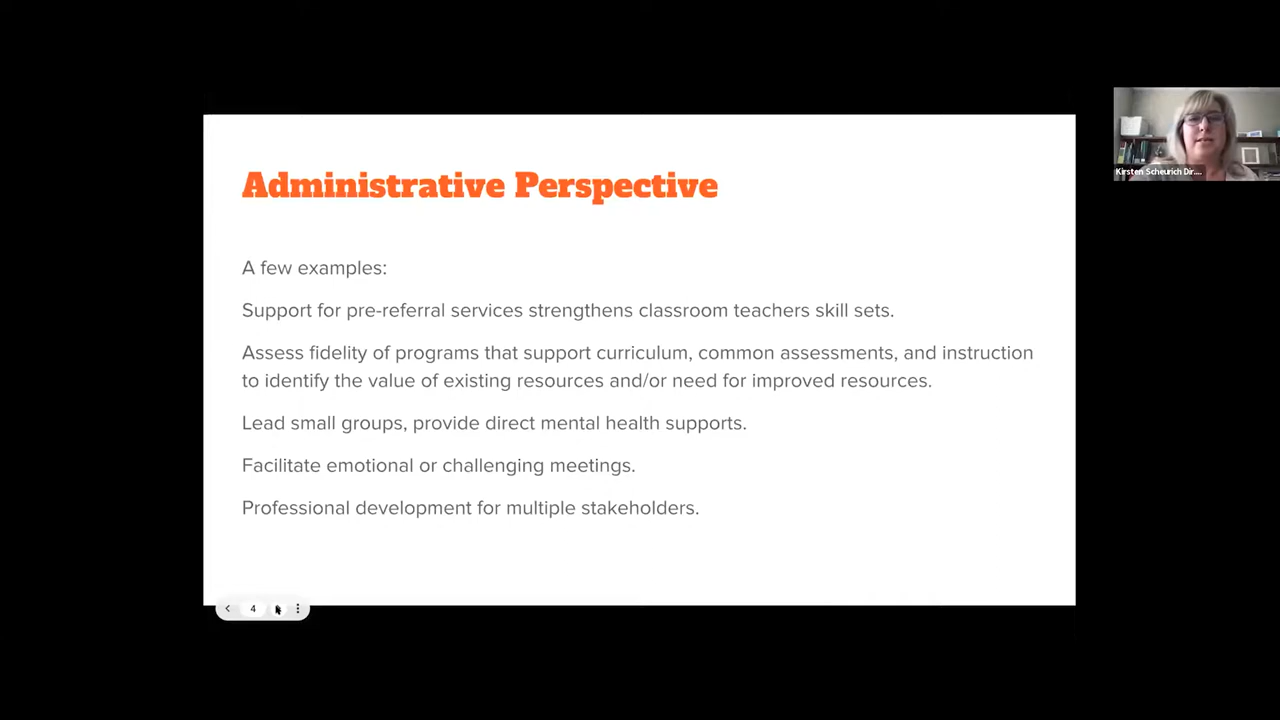 Administrative Perspective
A few examples:
Support for pre-referral services strengthens classroom teachers skill sets.
Assess fidelity of programs that support curriculum, common assessments, and instruction
to identify the value of existing resources and/or need for improved resources.
Lead small groups, provide direct mental health supports.
Facilitate emotional or challenging meetings.
Professional development for multiple stakeholders.
Kirsten Scheurich Dir....
4